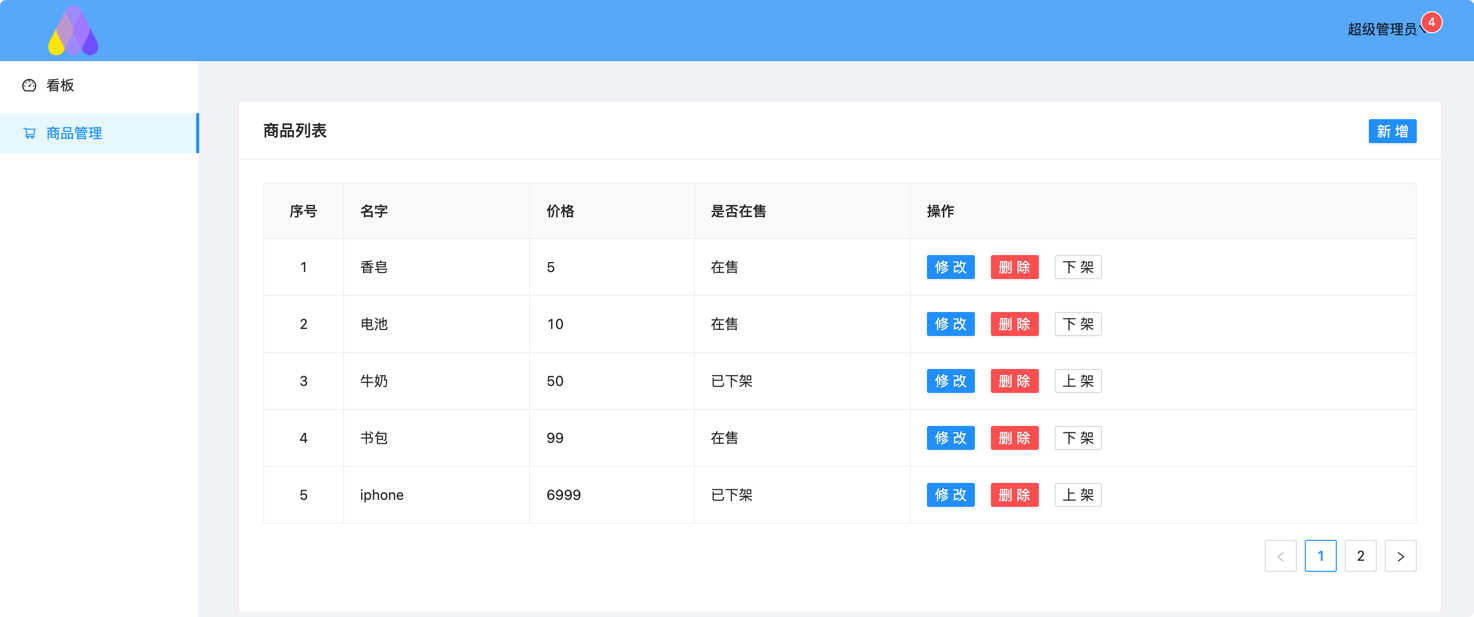 超级管理员
4
看板
商品管理
商品列表
新 增
序号 名字 价格 是否在售 操作
1 香皂 5 在售 修 改 删 除 下 架
2 电池 10 在售 修 改 删 除 下 架
3 牛奶 50 已下架 修 改 删 除 上 架
4 书包 99 在售 修 改 删 除 下 架
5 iphone 6999 已下架 修 改 删 除 上 架
< 1 2 >